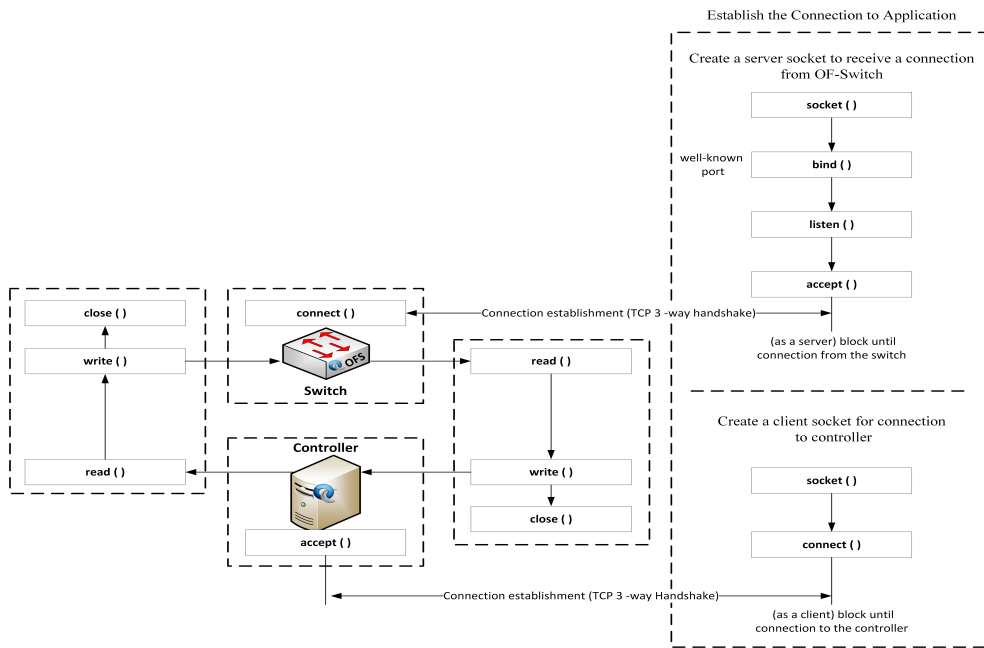 Establish the Connection to Application
Create a server socket to receive a connection
from OF-Switch
socket ( )
well-known
port
bind ( )
listen ( )
accept ( )
(as a server) block until
connection from the switch
close ( )
connect ( )
Connection establishment (TCP 3 -way handshake)
write ( )
OFS
read ( )
Switch
Create a client socket for connection
to controller
Controller
read ( )
write ( )
socket ( )
close ( )
accept ( )
connect ( )
Connection establishment (TCP 3 -way Handshake)
(as a client) block until
connection to the controller